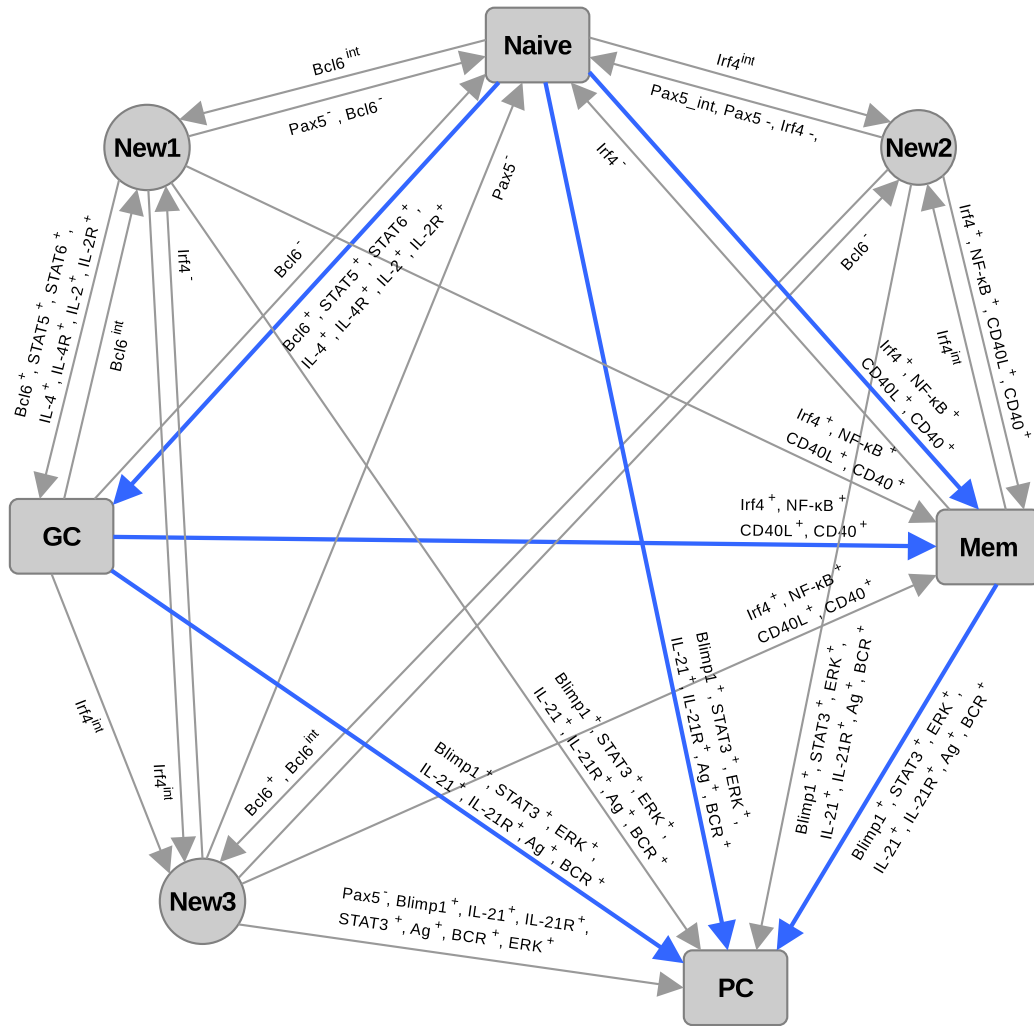 Naive
Bcl6 int
Irf4 int
Pax5 - , Bcl6 -
Pax5_int, Pax5 -, Irf4 -,
New1
New2
Pax5 -
Irf4 -
Bcl6 -
Bcl6 -
Irf4 -
Bcl6 + , STAT5 + , STAT6 + ,
IL-4 + , IL-4R + , IL-2 + , IL-2R +
Bcl6 int
Bcl6 + , STAT5 + , STAT6 + ,
IL-4 + , IL-4R + , IL-2 + , IL-2R +
Irf4 + , NF-κB + , CD40L + , CD40 +
Irf4 int
Irf4 + , NF-κB +
CD40L + , CD40 +
Irf4 + , NF-κB +
CD40L + , CD40 +
Irf4 + , NF-κB +
CD40L + , CD40 +
GC
Mem
Irf4 + , NF-κB +
CD40L + , CD40 +
Irf4 int
Irf4 int
Bcl6 + , Bcl6 int
Blimp1 + , STAT3 + , ERK + ,
IL-21 + , IL-21R + , Ag + , BCR +
Blimp1 + , STAT3 + , ERK + ,
IL-21 + , IL-21R + , Ag + , BCR +
Blimp1 + , STAT3 + , ERK + ,
IL-21 + , IL-21R + , Ag + , BCR +
Blimp1 + , STAT3 + , ERK + ,
IL-21 + , IL-21R + , Ag + , BCR +
Blimp1 + , STAT3 + , ERK + ,
IL-21 + , IL-21R + , Ag + , BCR +
New3
Pax5 - , Blimp1 + , IL-21 + , IL-21R + ,
STAT3 + , Ag + , BCR + , ERK +
PC